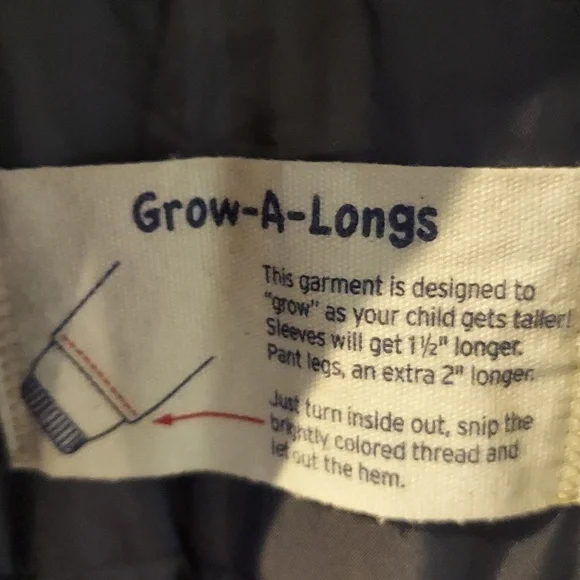 Grow-A-Longs
This garment is designed to
"grow" as your child gets taller!
Sleeves will get 1½" longer.
Pant legs, an extra 2" longer.
Just turn inside out, snip the
brightly colored thread and
let out the hem.